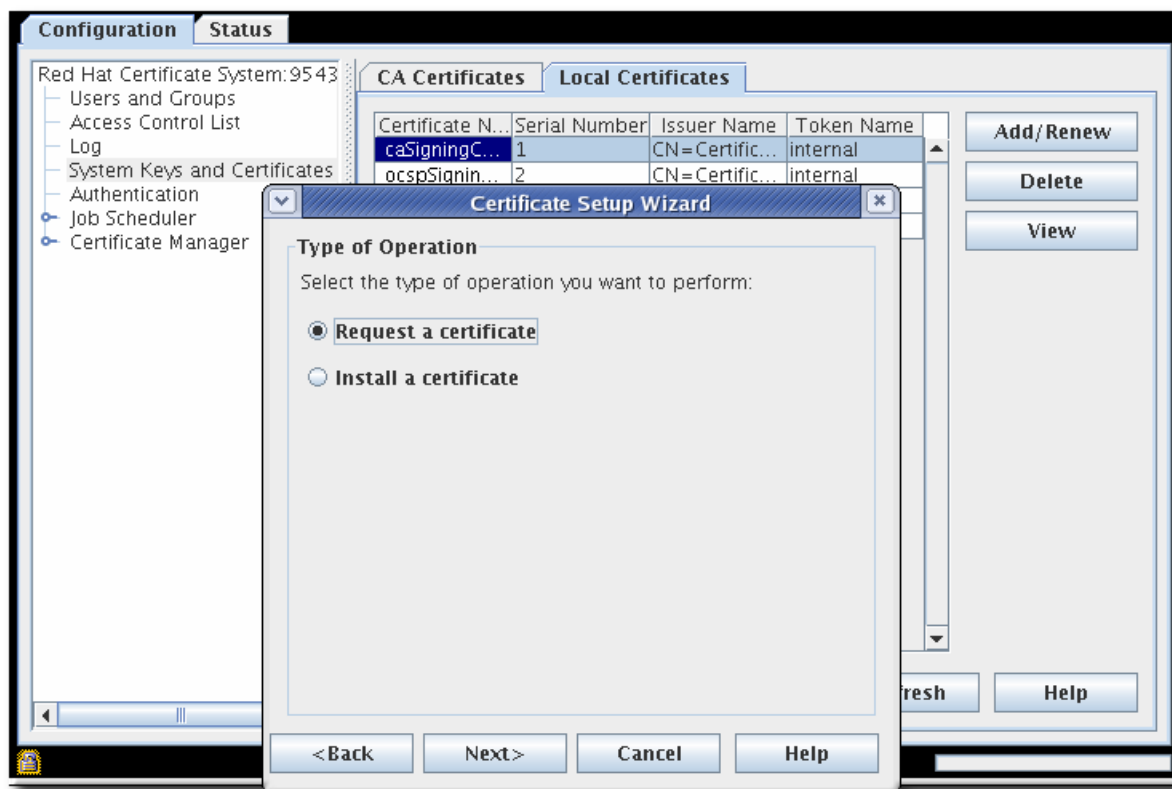 Configuration Status
Red Hat Certificate System:9543
Users and Groups
Access Control List
Log
System Keys and Certificates
Authentication
Job Scheduler
Certificate Manager
CA Certificates Local Certificates
Certificate N... Serial Number Issuer Name Token Name
caSigningC... 1 CN=Certific... internal
ocspSignin... 2 CN=Certific... internal
Add/Renew
Delete
View
Certificate Setup Wizard
Type of Operation
Select the type of operation you want to perform:
Request a certificate
Install a certificate
<Back Next> Cancel Help
fresh Help